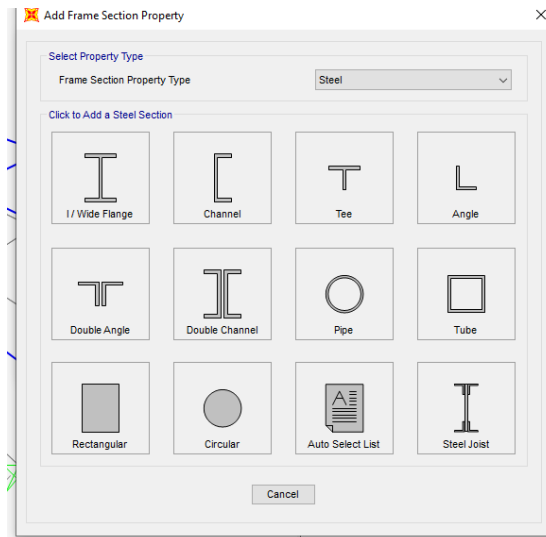 Add Frame Section Property
Select Property Type
Frame Section Property Type Steel
Click to Add a Steel Section
I / Wide Flange Channel Tee Angle
Double Angle Double Channel Pipe Tube
Rectangular Circular Auto Select List Steel Joist
Cancel